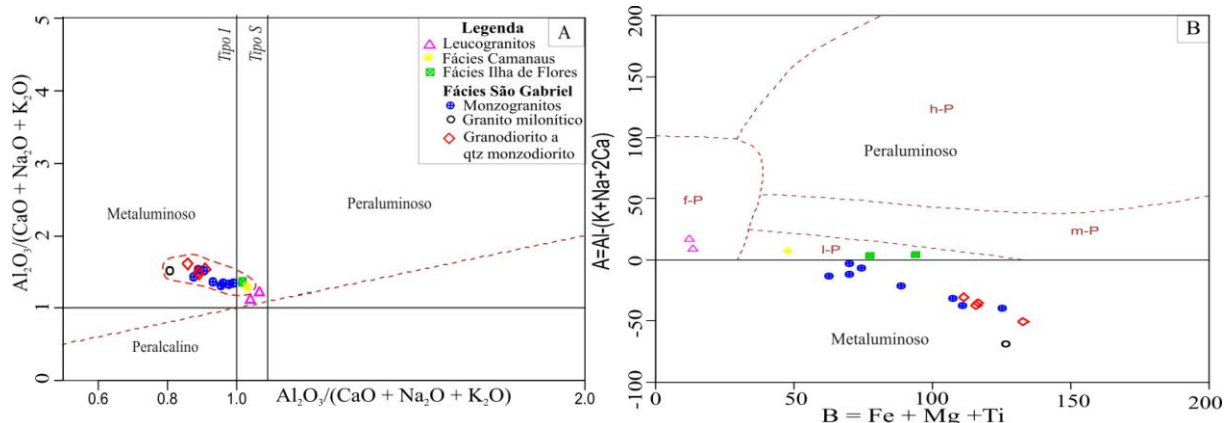 A
Legenda
Leucogranitos
Fácies Camanaus
Fácies Ilha de Flores
Fácies São Gabriel
Monzogranitos
Granito milonítico
Granodiorito a
qtz monzodiorito
Tipo I
Tipo S
Metaluminoso
Peraluminoso
Peralcalino
Al₂O₃/(CaO + Na₂O + K₂O)
5
4
3
2
1
0
0.6
0.8
1.0
2.0
Al₂O₃/(CaO + Na₂O + K₂O)
B
A=Al-(K+Na+2Ca)
200
150
100
50
0
-50
-100
h-P
Peraluminoso
f-P
m-P
l-P
Metaluminoso
0
50
100
150
200
B = Fe + Mg +Ti